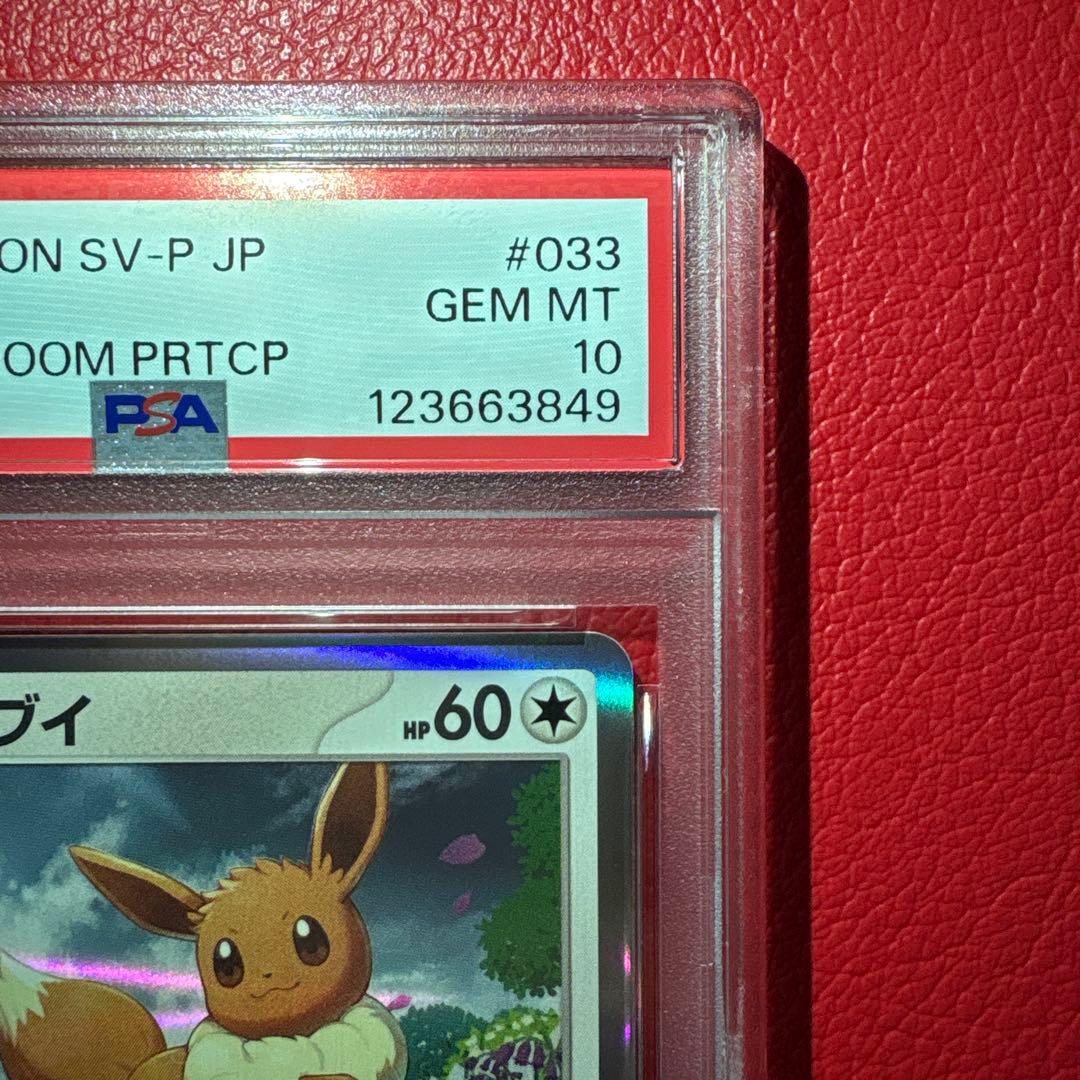 ON SV-P JP #033
GEM MT
OOM PRTCP 10
PSA 123663849
ブイ HP60